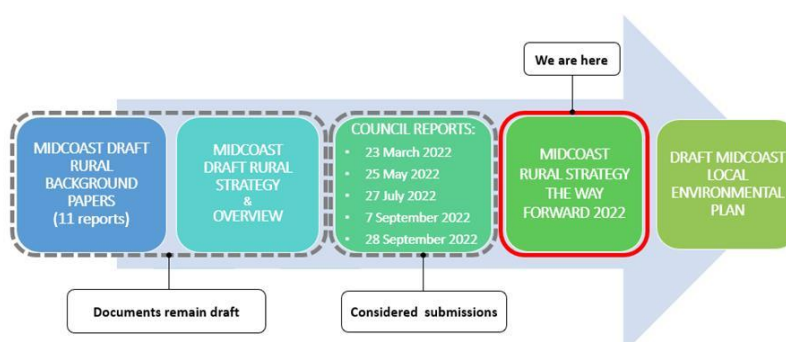 We are here
MIDCOAST DRAFT
RURAL
BACKGROUND
PAPERS
(11 reports)
MIDCOAST
DRAFT RURAL
STRATEGY
&
OVERVIEW
COUNCIL REPORTS:
• 23 March 2022
• 25 May 2022
• 27 July 2022
• 7 September 2022
• 28 September 2022
MIDCOAST
RURAL STRATEGY
THE WAY
FORWARD 2022
DRAFT MIDCOAST
LOCAL
ENVIRONMENTAL
PLAN
Documents remain draft
Considered submissions